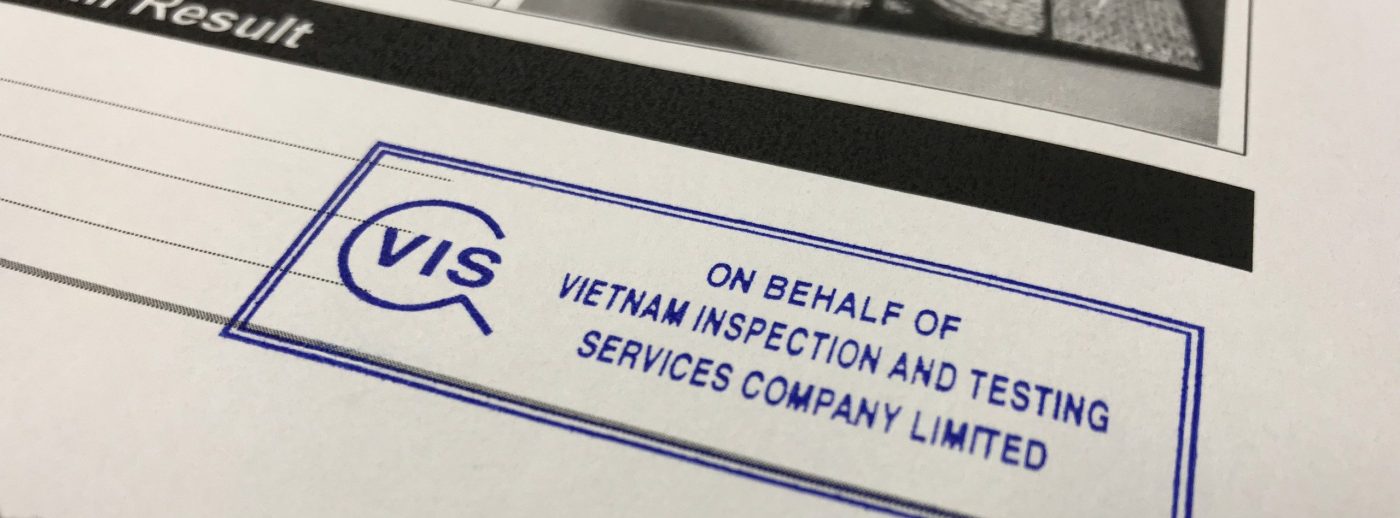 Result
VIS
ON BEHALF OF
VIETNAM INSPECTION AND TESTING
SERVICES COMPANY LIMITED